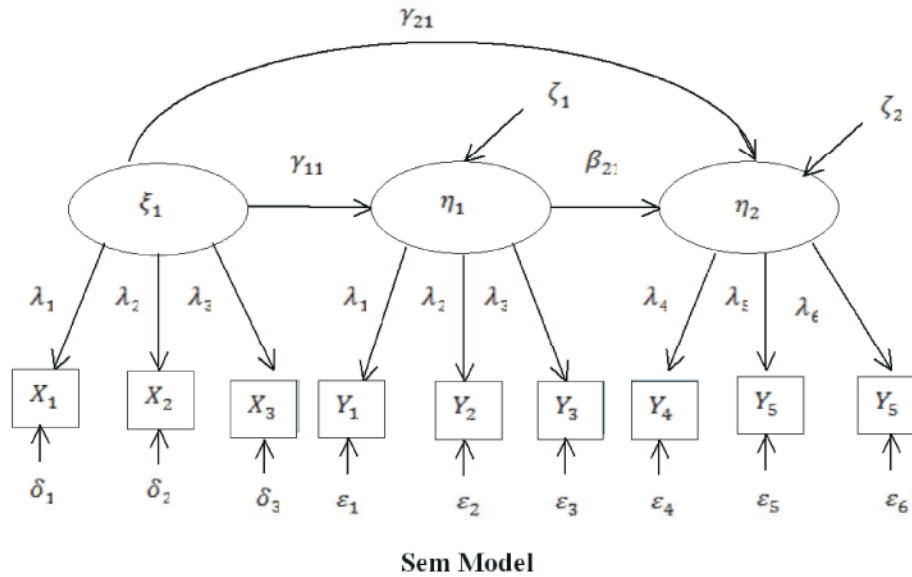 γ₂₁
ζ₁ ζ₂
γ₁₁ β₂₁
ξ₁ η₁ η₂
λ₁ λ₂ λ₃ λ₁ λ₂ λ₃ λ₄ λ₅ λ₆
X₁ X₂ X₃ Y₁ Y₂ Y₃ Y₄ Y₅ Y₅
δ₁ δ₂ δ₃ ε₁ ε₂ ε₃ ε₄ ε₅ ε₆
Sem Model